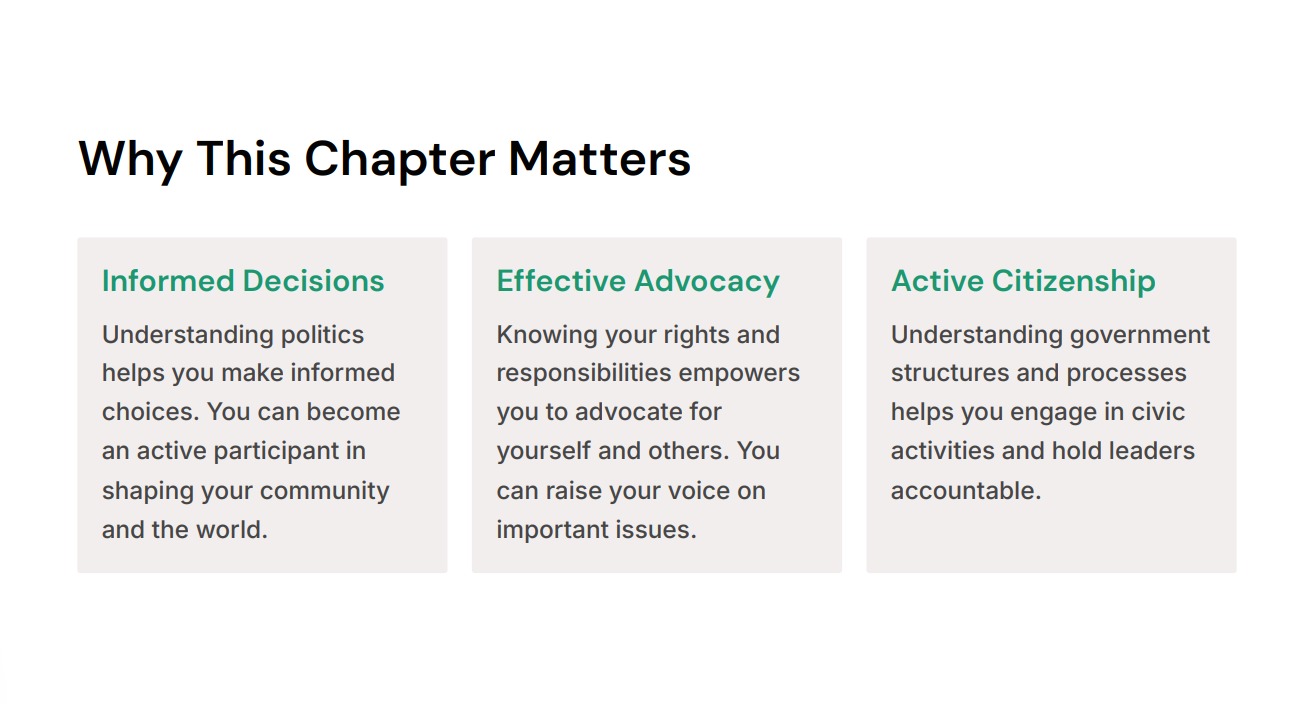 Why This Chapter Matters
Informed Decisions
Understanding politics
helps you make informed
choices. You can become
an active participant in
shaping your community
and the world.
Effective Advocacy
Knowing your rights and
responsibilities empowers
you to advocate for
yourself and others. You
can raise your voice on
important issues.
Active Citizenship
Understanding government
structures and processes
helps you engage in civic
activities and hold leaders
accountable.